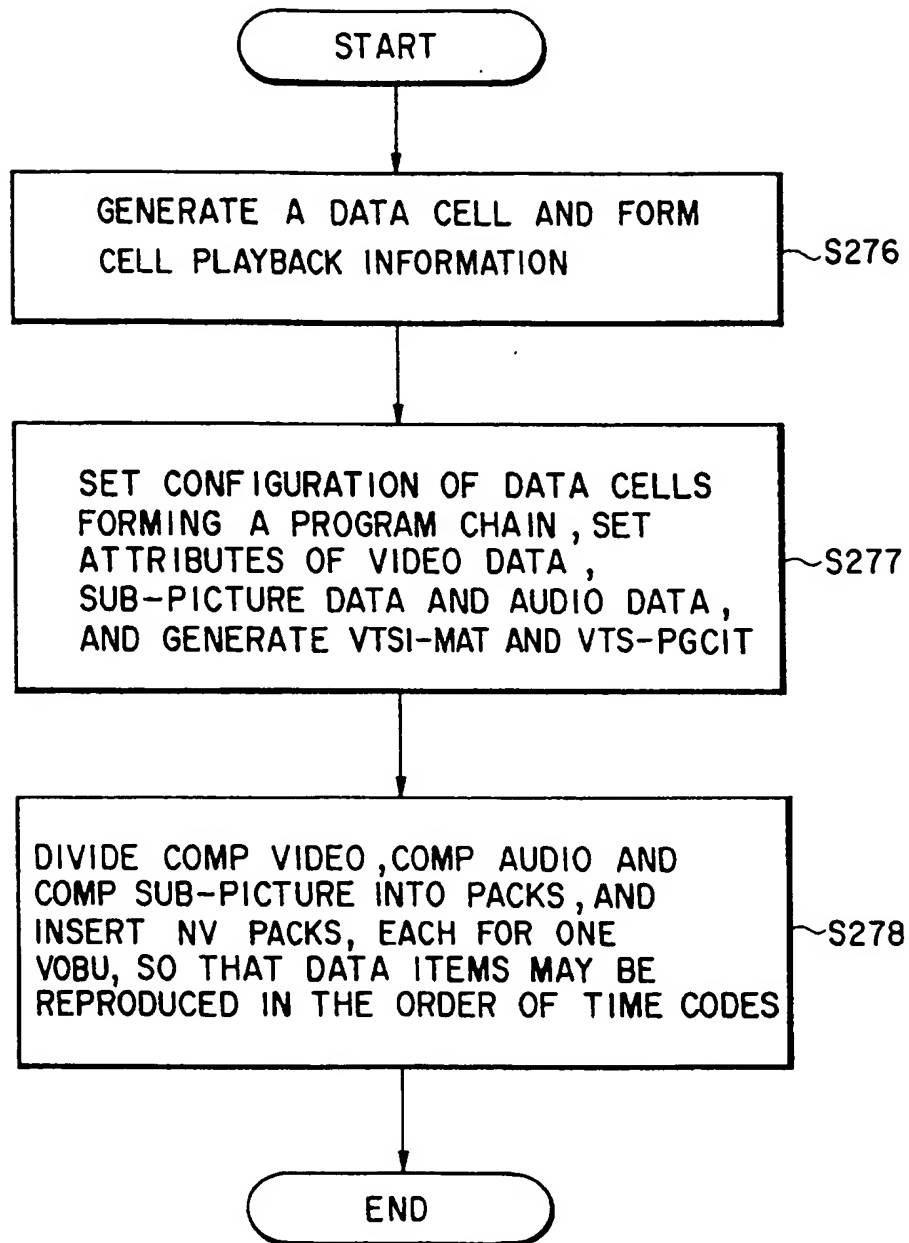 START
GENERATE A DATA CELL AND FORM
CELL PLAYBACK INFORMATION
S276
SET CONFIGURATION OF DATA CELLS
FORMING A PROGRAM CHAIN, SET
ATTRIBUTES OF VIDEO DATA,
SUB-PICTURE DATA AND AUDIO DATA,
AND GENERATE VTSI-MAT AND VTS-PGCIT
S277
DIVIDE COMP VIDEO, COMP AUDIO AND
COMP SUB-PICTURE INTO PACKS, AND
INSERT NV PACKS, EACH FOR ONE
VOBU, SO THAT DATA ITEMS MAY BE
REPRODUCED IN THE ORDER OF TIME CODES
S278
END